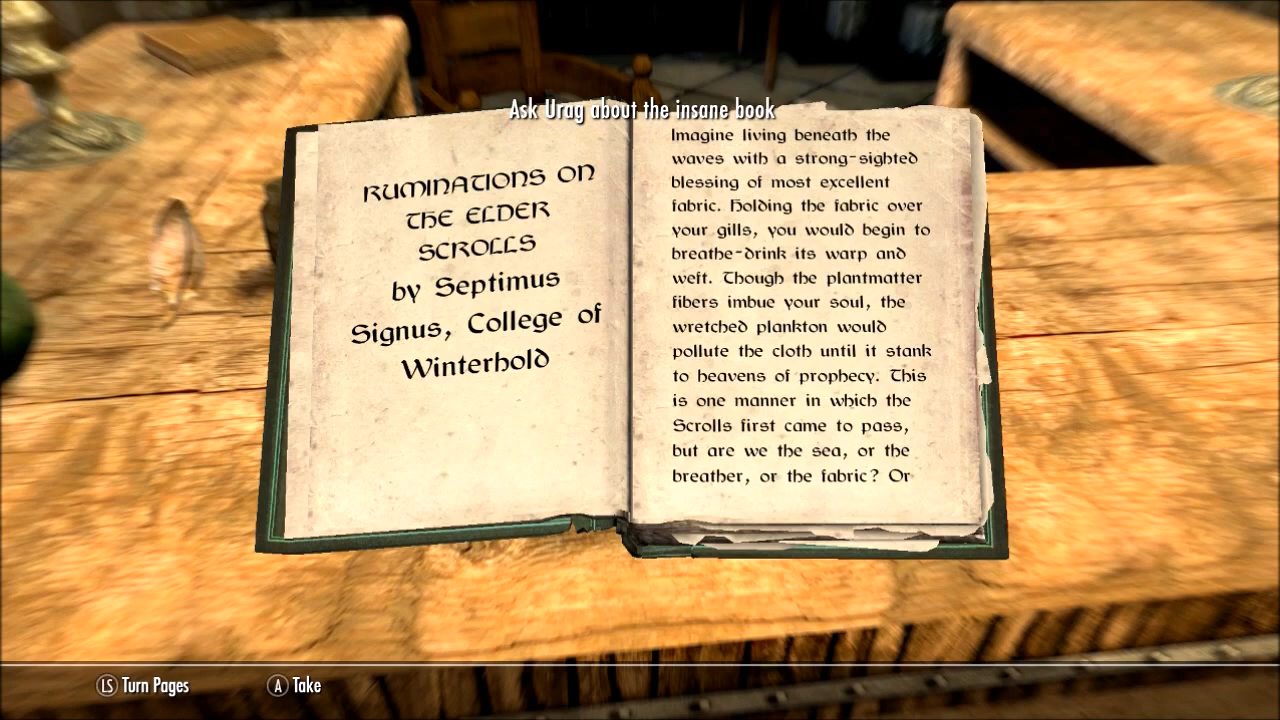 Ask Urag about the insane book
RUMINATIONS ON
THE ELDER
SCROLLS
by Septimus
Signus, College of
Winterhold
Imagine living beneath the
waves with a strong-sighted
blessing of most excellent
fabric. Holding the fabric over
your gills, you would begin to
breathe-drink its warp and
weft. Though the plantmatter
fibers imbue your soul, the
wretched plankton would
pollute the cloth until it stank
to heavens of prophecy. This
is one manner in which the
Scrolls first came to pass,
but are we the sea, or the
breather, or the fabric? Or
LS Turn Pages
A Take